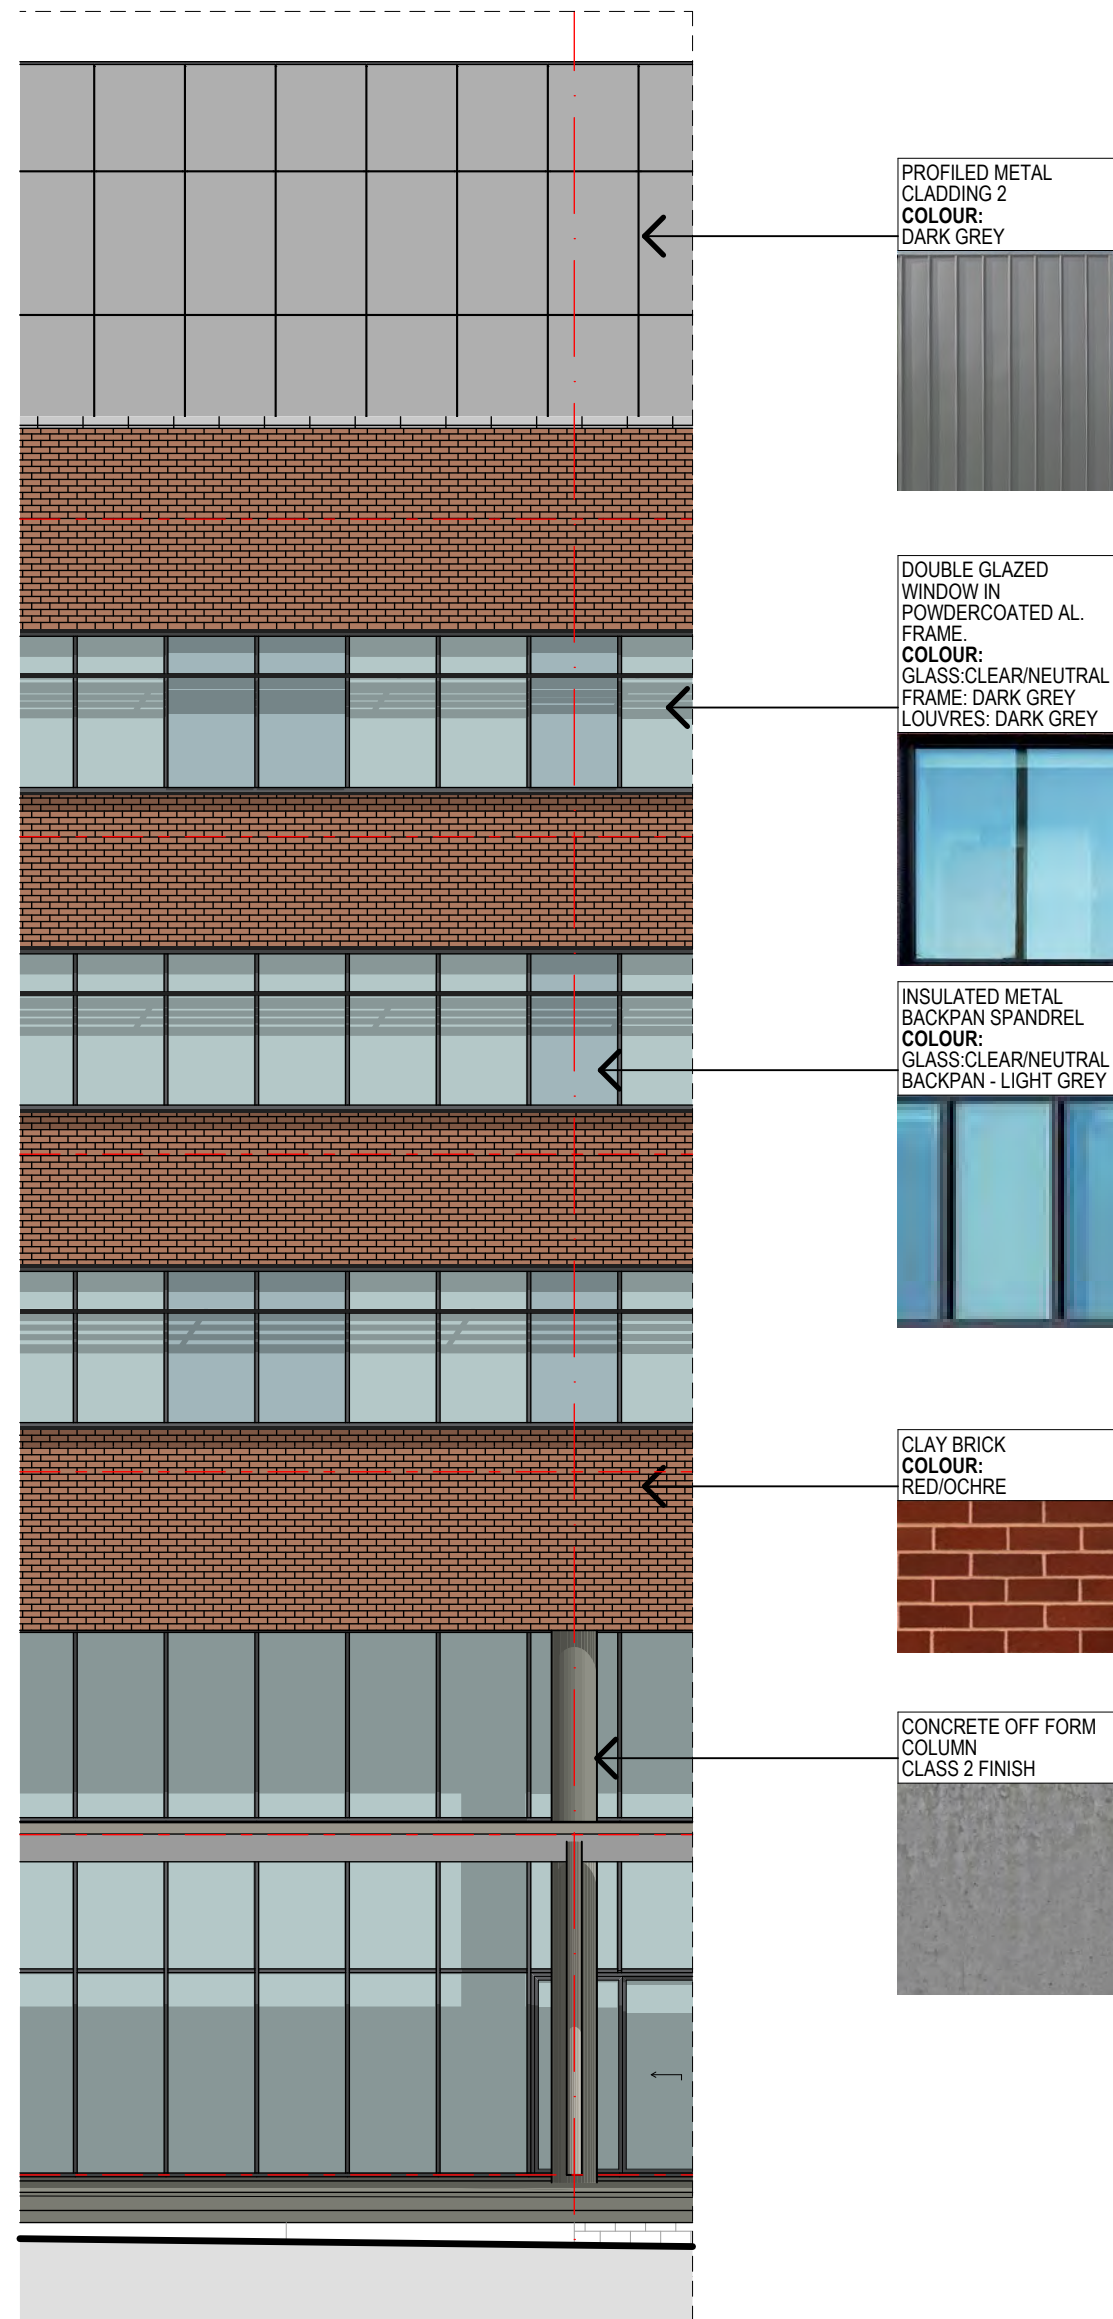 PROFILED METAL
CLADDING 2
COLOUR:
DARK GREY
DOUBLE GLAZED
WINDOW IN
POWDERCOATED AL.
FRAME.
COLOUR:
GLASS:CLEAR/NEUTRAL
FRAME: DARK GREY
LOUVRES: DARK GREY
INSULATED METAL
BACKPAN SPANDREL
COLOUR:
GLASS:CLEAR/NEUTRAL
BACKPAN - LIGHT GREY
CLAY BRICK
COLOUR:
RED/OCHRE
CONCRETE OFF FORM
COLUMN
CLASS 2 FINISH